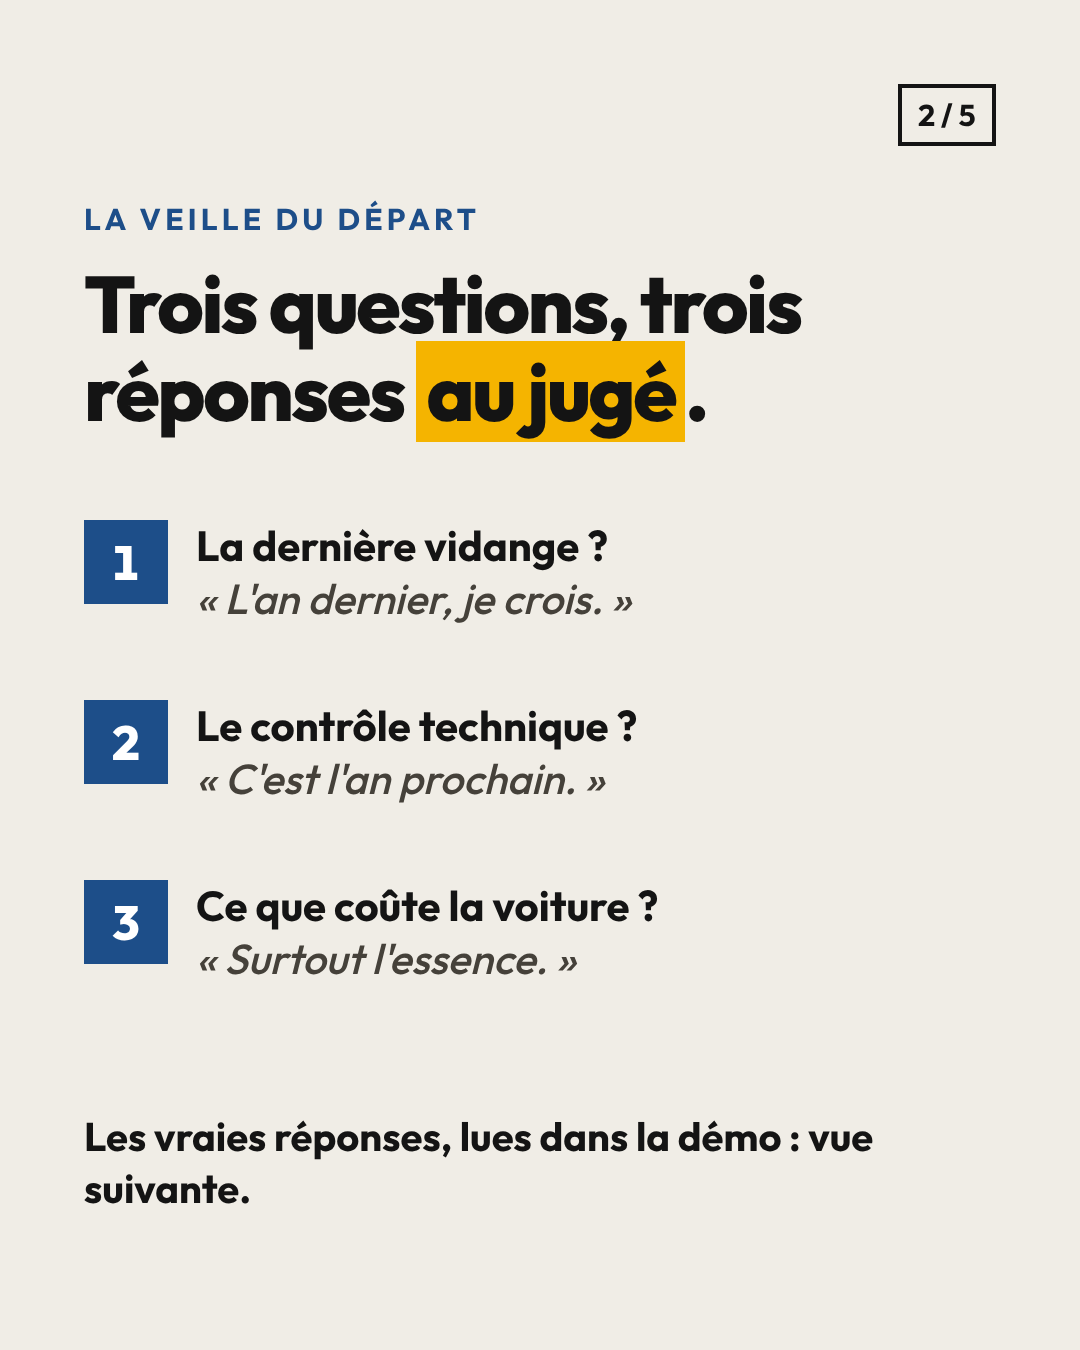 2 / 5
LA VEILLE DU DÉPART
Trois questions, trois
réponses au jugé.
1
La dernière vidange ?
« L'an dernier, je crois. »
2
Le contrôle technique ?
« C'est l'an prochain. »
3
Ce que coûte la voiture ?
« Surtout l'essence. »
Les vraies réponses, lues dans la démo : vue
suivante.